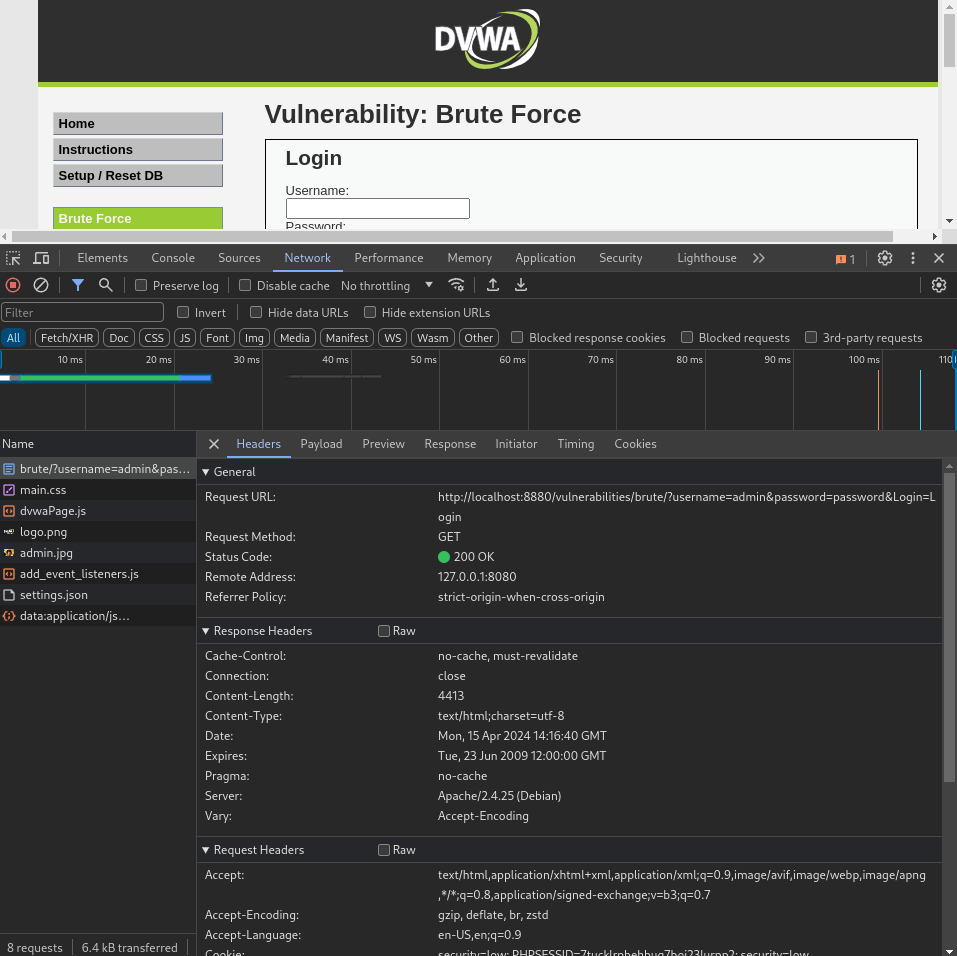 DVWA
Vulnerability: Brute Force
Home
Instructions
Setup / Reset DB
Brute Force
Login
Username:
Password:
Elements Console Sources Network Performance Memory Application Security Lighthouse 1
Preserve log Disable cache No throttling
Filter Invert Hide data URLs Hide extension URLs
All Fetch/XHR Doc CSS JS Font Img Media Manifest WS Wasm Other Blocked response cookies Blocked requests 3rd-party requests
10 ms 20 ms 30 ms 40 ms 50 ms 60 ms 70 ms 80 ms 90 ms 100 ms 110
Name
brute/?username=admin&pas...
main.css
dvwaPage.js
logo.png
admin.jpg
add_event_listeners.js
settings.json
data:application/js...
8 requests 6.4 kB transferred
Headers Payload Preview Response Initiator Timing Cookies
General
Request URL: http://localhost:8880/vulnerabilities/brute/?username=admin&password=password&Login=L
ogin
Request Method: GET
Status Code: 200 OK
Remote Address: 127.0.0.1:8080
Referrer Policy: strict-origin-when-cross-origin
Response Headers Raw
Cache-Control: no-cache, must-revalidate
Connection: close
Content-Length: 4413
Content-Type: text/html;charset=utf-8
Date: Mon, 15 Apr 2024 14:16:40 GMT
Expires: Tue, 23 Jun 2009 12:00:00 GMT
Pragma: no-cache
Server: Apache/2.4.25 (Debian)
Vary: Accept-Encoding
Request Headers Raw
Accept: text/html,application/xhtml+xml,application/xml;q=0.9,image/avif,image/webp,image/apng
,*/*;q=0.8,application/signed-exchange;v=b3;q=0.7
Accept-Encoding: gzip, deflate, br, zstd
Accept-Language: en-US,en;q=0.9
Cookie: security=low; security=low